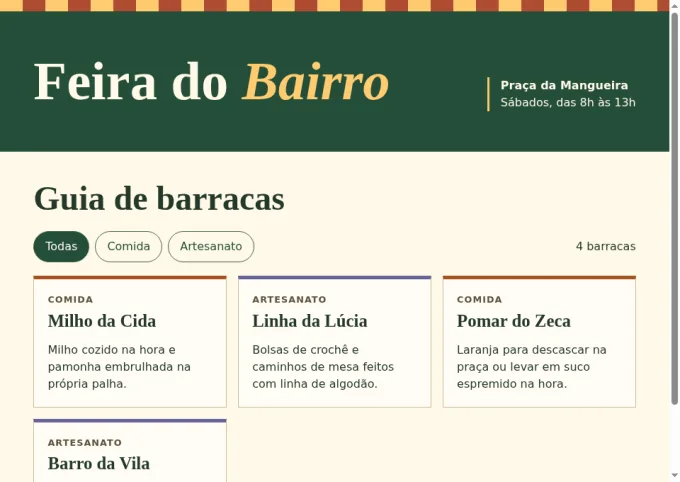 Feira do Bairro
Praça da Mangueira
Sábados, das 8h às 13h
Guia de barracas
Todas
Comida
Artesanato
4 barracas
COMIDA
Milho da Cida
Milho cozido na hora e
pamonha embrulhada na
própria palha.
ARTESANATO
Linha da Lúcia
Bolsas de crochê e
caminhos de mesa feitos
com linha de algodão.
COMIDA
Pomar do Zeca
Laranja para descascar na
praça ou levar em suco
espremido na hora.
ARTESANATO
Barro da Vila